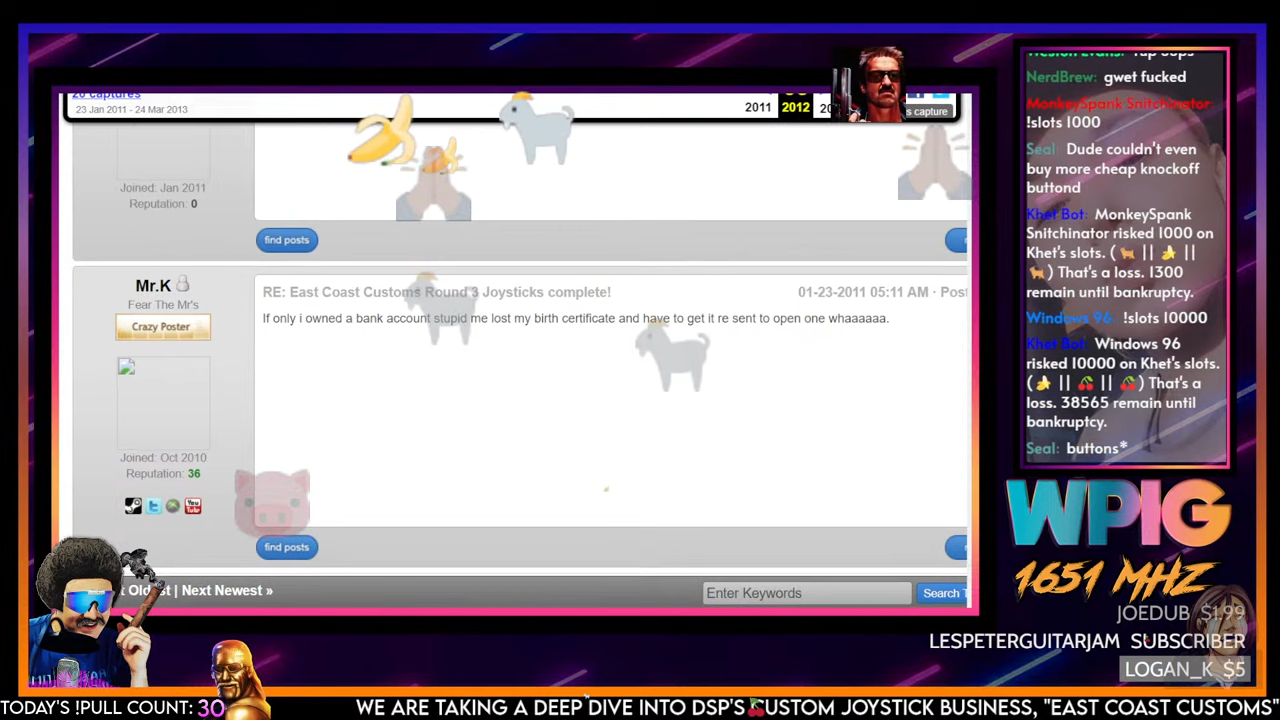 20 captures
23 Jan 2011 - 24 Mar 2013
2011 2012
s capture
Joined: Jan 2011
Reputation: 0
find posts
Mr.K
Fear The Mr's
Crazy Poster
Joined: Oct 2010
Reputation: 36
You Tube
find posts
RE: East Coast Customs Round 3 Joysticks complete!
01-23-2011 05:11 AM · Post
If only i owned a bank account stupid me lost my birth certificate and have to get it re sent to open one whaaaaaa.
| Next Newest »
Enter Keywords
Search T
NerdBrew: gwet fucked
MonkeySpank Snitchinator:
!slots 1000
Seal: Dude couldn't even
buy more cheap knockoff
buttond
Khet Bot: MonkeySpank
Snitchinator risked 1000 on
Khet's slots. ( 🐕 || 🍌 ||
🐕 ) That's a loss. 1300
remain until bankruptcy.
Windows 96: !slots 10000
Khet Bot: Windows 96
risked 10000 on Khet's slots.
( 🍌 || 🍒 || 🍒 ) That's a
loss. 38565 remain until
bankruptcy.
Seal: buttons*
WPIG
1651 MHZ
JOEDUB $1.99
LESPETERGUITARJAM SUBSCRIBER
LOGAN_K $5
TODAY'S !PULL COUNT: 30
WE ARE TAKING A DEEP DIVE INTO DSP'S CUSTOM JOYSTICK BUSINESS, "EAST COAST CUSTOMS"